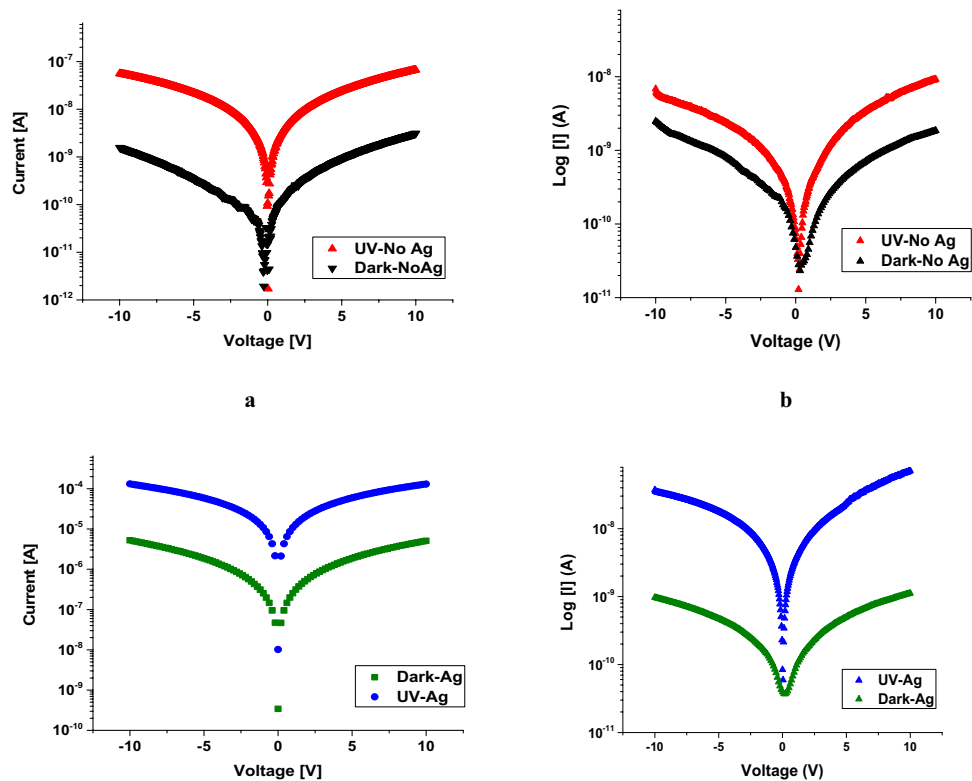 10⁻⁷
10⁻⁸
10⁻⁹
10⁻¹⁰
10⁻¹¹
10⁻¹²
Current [A]
-10 -5 0 5 10
Voltage [V]
UV-No Ag
Dark-NoAg
a
10⁻⁸
10⁻⁹
10⁻¹⁰
10⁻¹¹
Log [I] (A)
-10 -5 0 5 10
Voltage (V)
UV-No Ag
Dark-No Ag
b
10⁻⁴
10⁻⁵
10⁻⁶
10⁻⁷
10⁻⁸
10⁻⁹
10⁻¹⁰
Current [A]
-10 -5 0 5 10
Voltage [V]
Dark-Ag
UV-Ag
10⁻⁸
10⁻⁹
10⁻¹⁰
10⁻¹¹
Log [I] (A)
-10 -5 0 5 10
Voltage (V)
UV-Ag
Dark-Ag